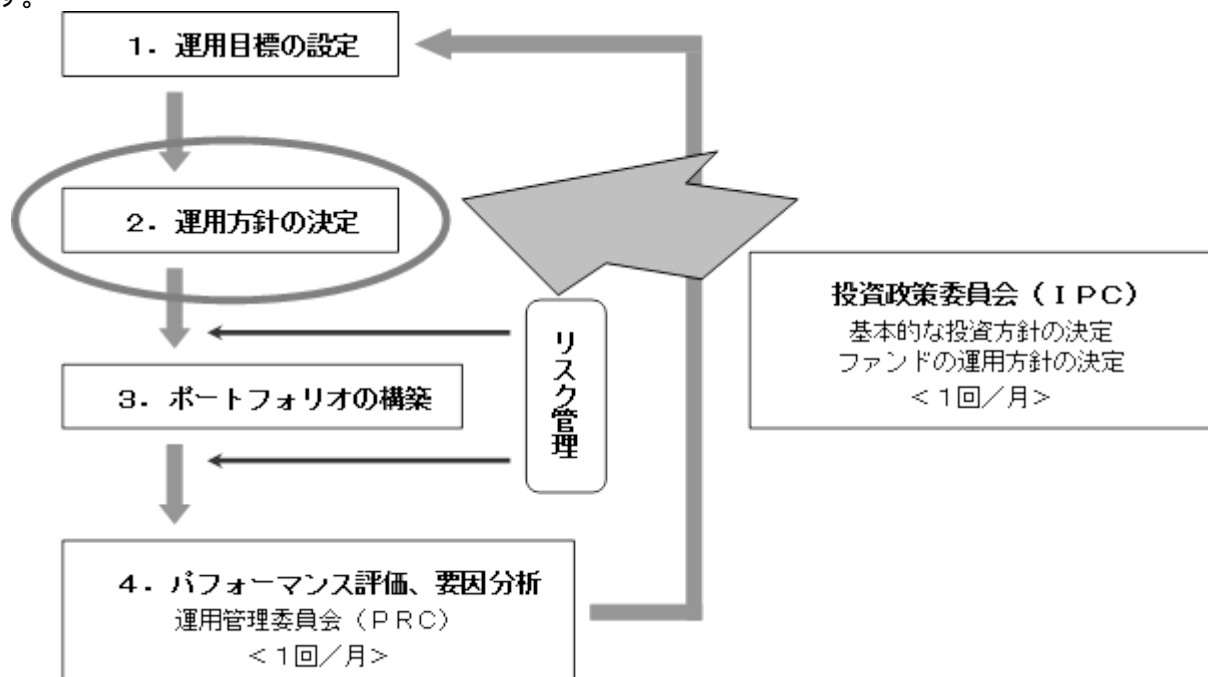 す。
１．運用目標の設定
２．運用方針の決定
３．ポートフォリオの構築
リスク管理
４．パフォーマンス評価、要因分析
運用管理委員会（ＰＲＣ）
＜１回／月＞
投資政策委員会（ＩＰＣ）
基本的な投資方針の決定
ファンドの運用方針の決定
＜１回／月＞